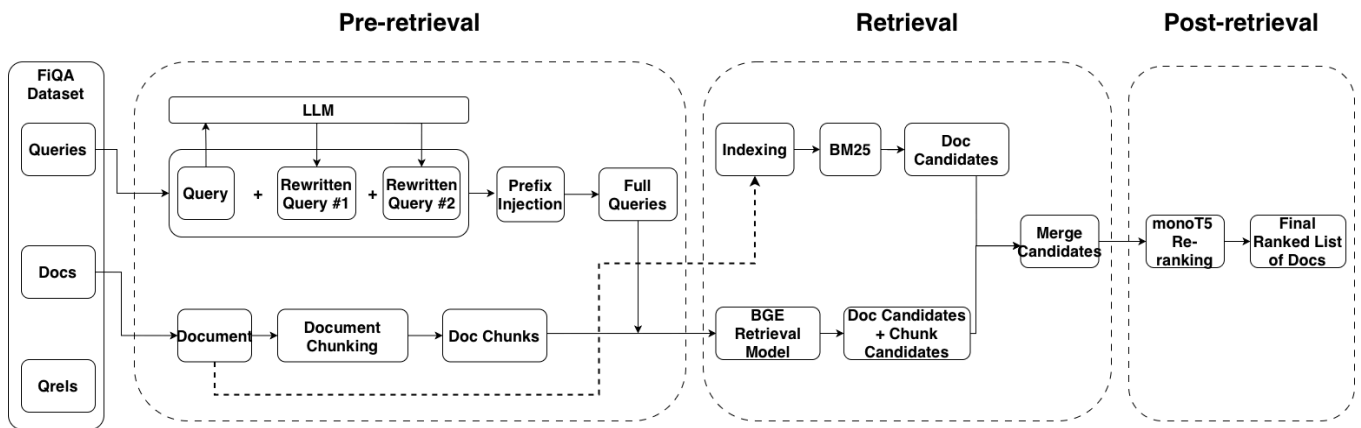 Pre-retrieval
Retrieval
Post-retrieval
FiQA
Dataset
Queries
Docs
Qrels
LLM
Query
+
Rewritten
Query #1
+
Rewritten
Query #2
Prefix
Injection
Full
Queries
Document
Document
Chunking
Doc Chunks
Indexing
BM25
Doc
Candidates
BGE
Retrieval
Model
Doc Candidates
+ Chunk
Candidates
Merge
Candidates
monoT5
Re-
ranking
Final
Ranked List
of Docs